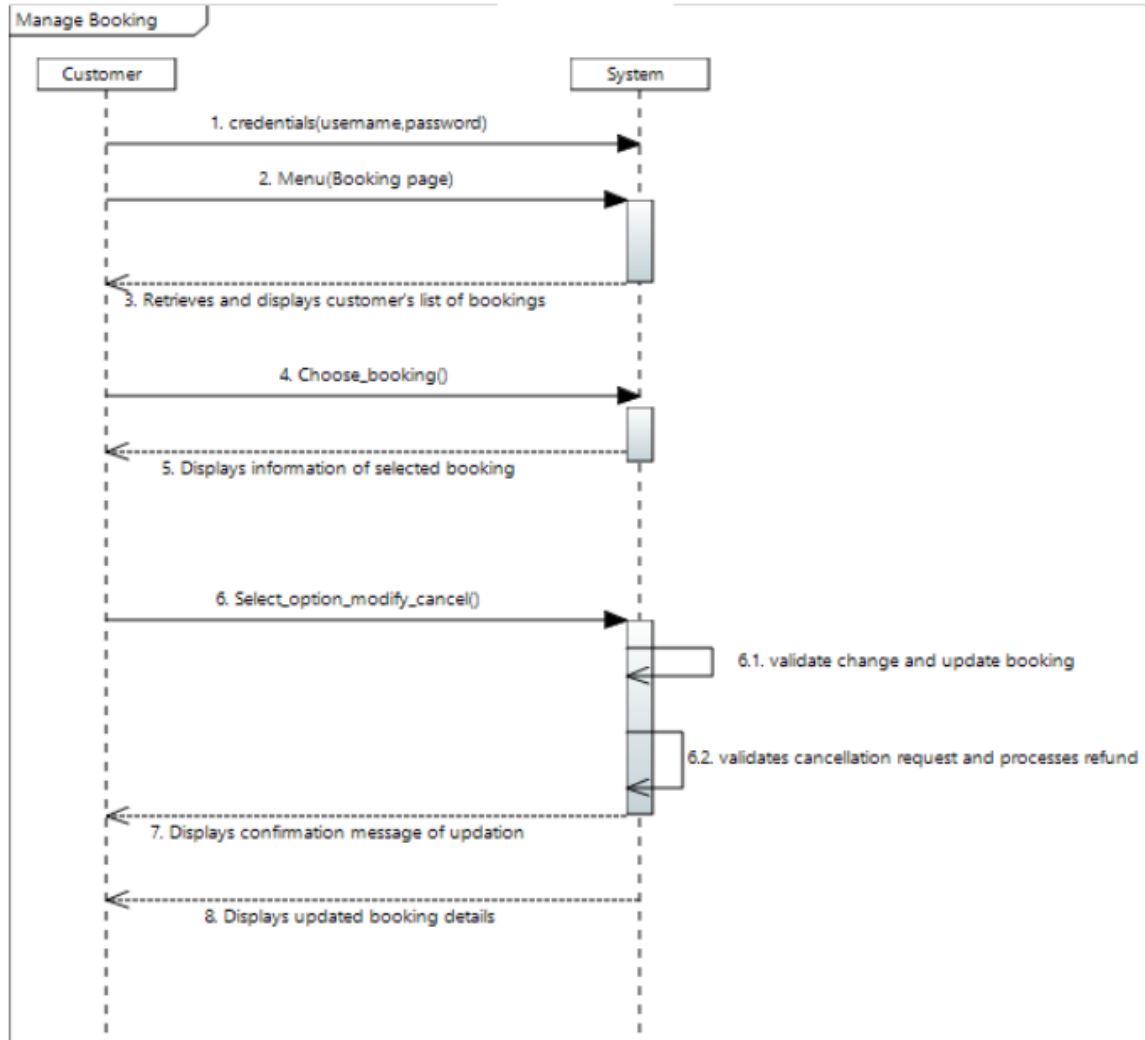 Manage Booking
Customer
System
1. credentials(username,password)
2. Menu(Booking page)
3. Retrieves and displays customer's list of bookings
4. Choose_booking()
5. Displays information of selected booking
6. Select_option_modify_cancel()
6.1. validate change and update booking
6.2. validates cancellation request and processes refund
7. Displays confirmation message of updation
8. Displays updated booking details